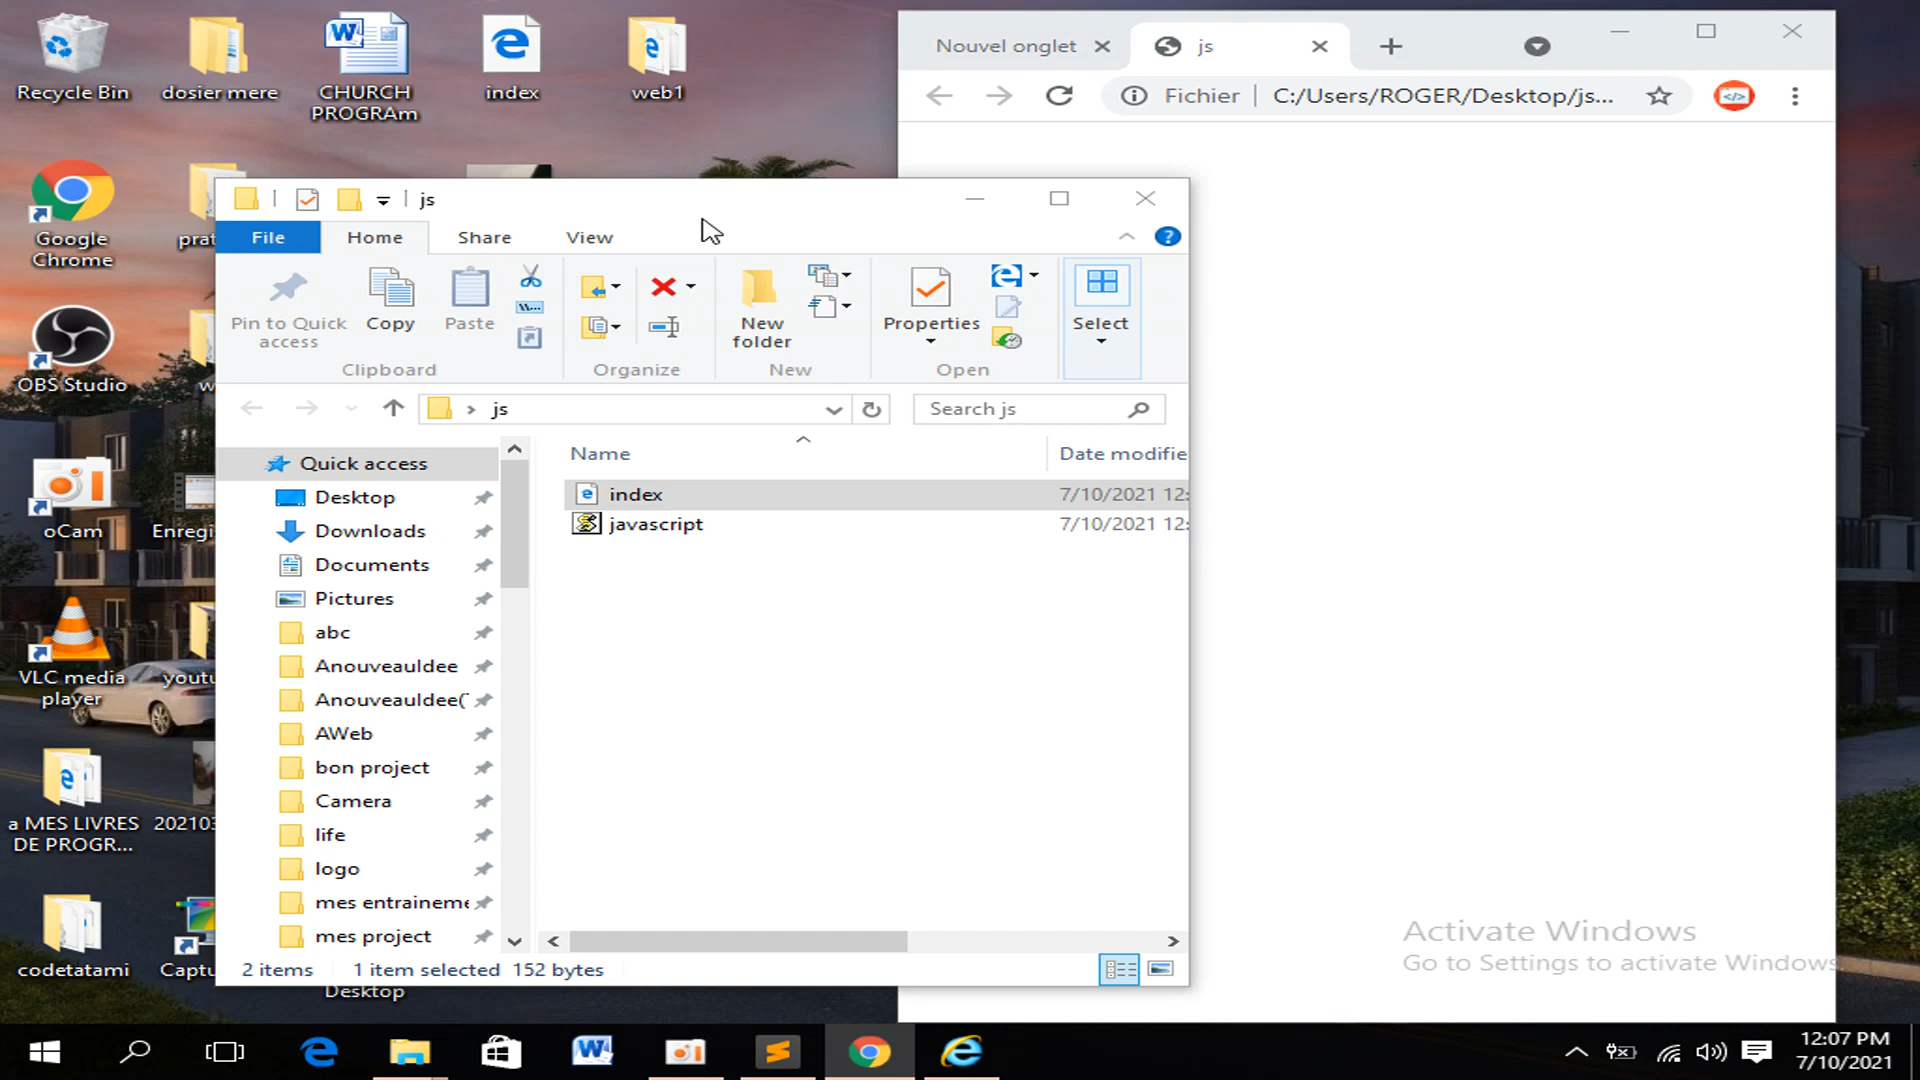 Recycle Bin
dosier mere
CHURCH
PROGRAm
index
web1
Google
Chrome
prat
OBS Studio
w
oCam
Enregi
VLC media
player
youtu
a MES LIVRES
DE PROGR...
202103
codetatami
Captu
Desktop
Nouvel onglet
js
Fichier
C:/Users/ROGER/Desktop/js...
js
File
Home
Share
View
Pin to Quick
access
Copy
Paste
Clipboard
Organize
New
folder
New
Properties
Open
Select
js
Search js
Name
Date modifie
Quick access
Desktop
Downloads
Documents
Pictures
abc
Anouveauldee
Anouveauldee(
AWeb
bon project
Camera
life
logo
mes entraineme
mes project
index
7/10/2021 12:
javascript
7/10/2021 12:
2 items
1 item selected
152 bytes
Activate Windows
Go to Settings to activate Windows.
12:07 PM
7/10/2021